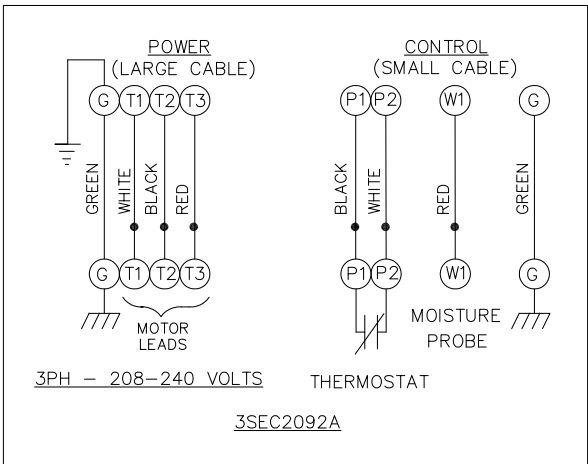 POWER
(LARGE CABLE)
G T1 T2 T3
GREEN
WHITE
BLACK
RED
G T1 T2 T3
MOTOR
LEADS
3PH - 208-240 VOLTS
CONTROL
(SMALL CABLE)
P1 P2 W1 G
BLACK
WHITE
RED
GREEN
P1 P2 W1 G
THERMOSTAT
MOISTURE
PROBE
3SEC2092A